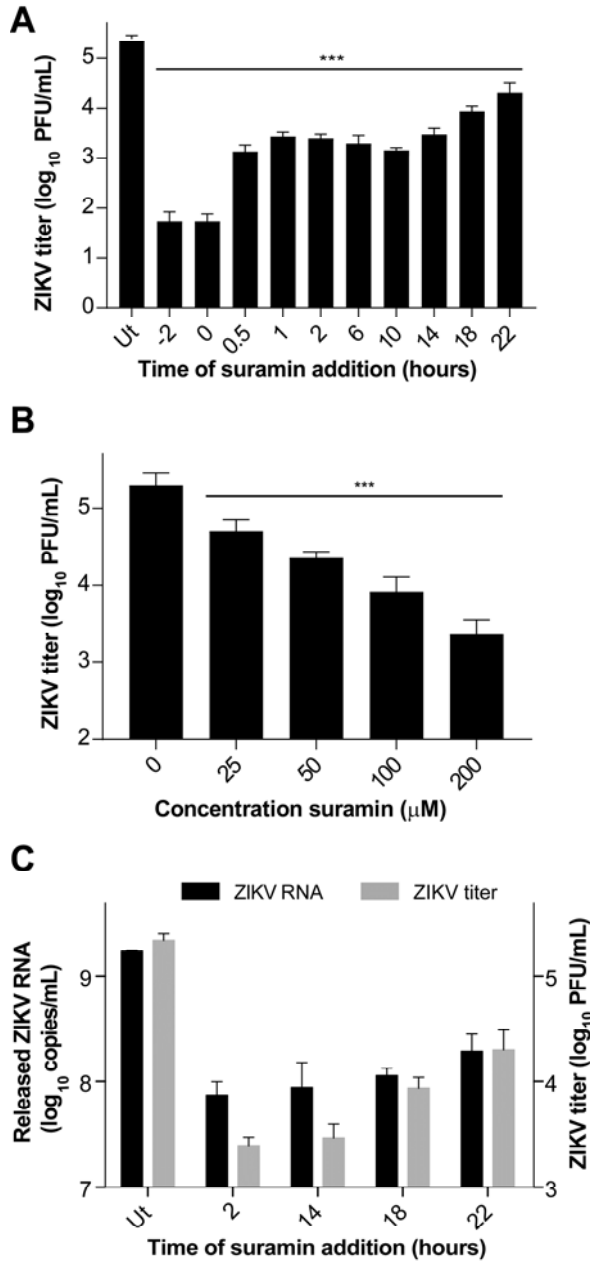 A
***
ZIKV titer (log10 PFU/mL)
5
4
3
2
1
0
Ut -2 0 0.5 1 2 6 10 14 18 22
Time of suramin addition (hours)
B
***
ZIKV titer (log10 PFU/mL)
5
4
3
2
0 25 50 100 200
Concentration suramin (μM)
C
ZIKV RNA ZIKV titer
Released ZIKV RNA
(log10 copies/mL)
9
8
7
ZIKV titer (log10 PFU/mL)
5
4
3
Ut 2 14 18 22
Time of suramin addition (hours)